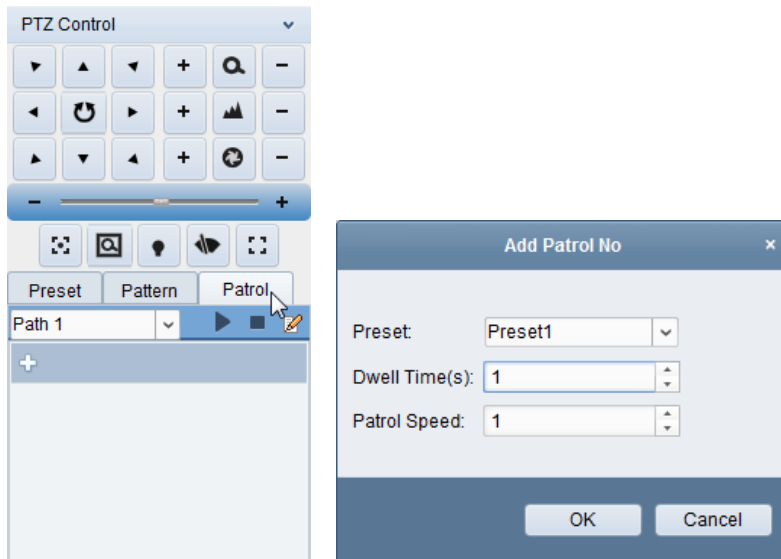 PTZ Control
Preset
Pattern
Patrol
Path 1
Add Patrol No
Preset:
Preset1
Dwell Time(s):
1
Patrol Speed:
1
OK
Cancel